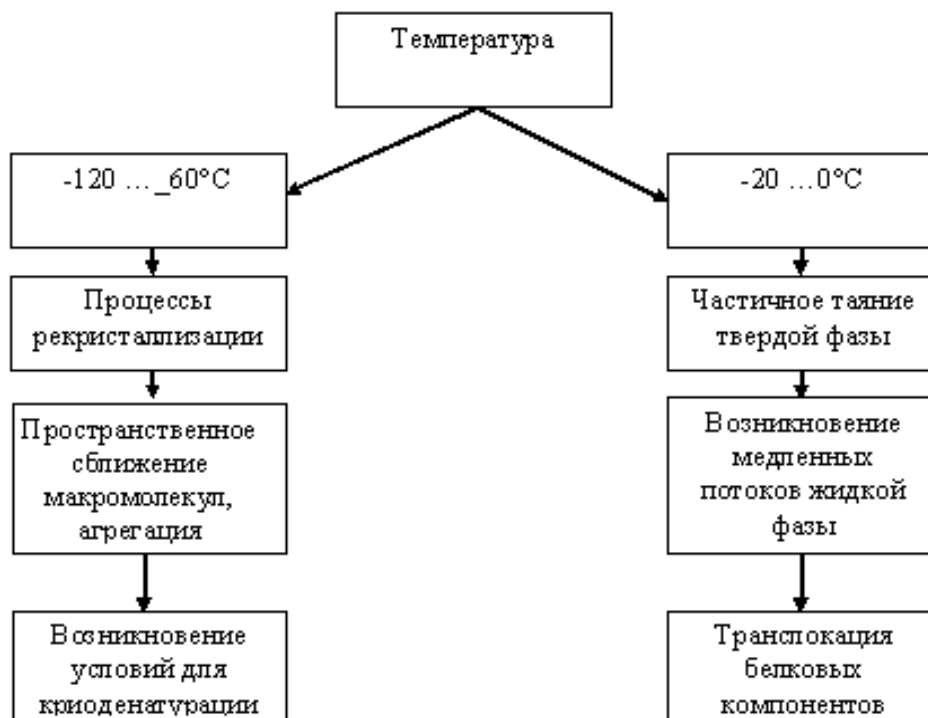 Температура
-120 ..._60°С
-20 ...0°С
Процессы
рекристаллизации
Частичное таяние
твердой фазы
Пространственное
сближение
макромолекул,
агрегация
Возникновение
медленных
потоков жидкой
фазы
Возникновение
условий для
криоденатурации
Транслокация
белковых
компонентов